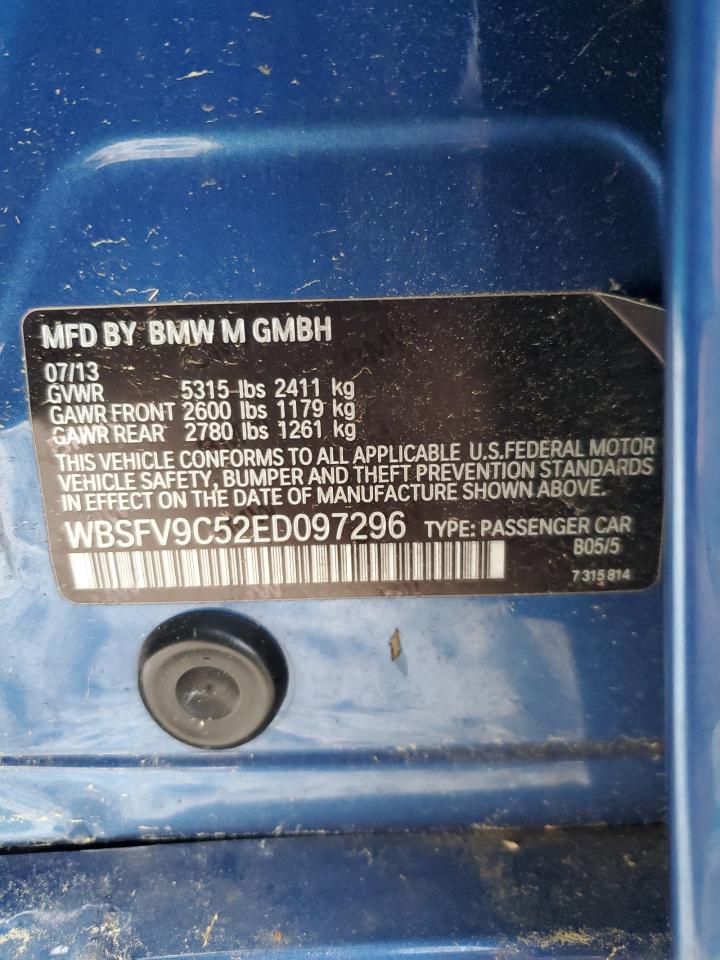 MFD BY BMW M GMBH
07/13
GVWR 5315 lbs 2411 kg
GAWR FRONT 2600 lbs 1179 kg
GAWR REAR 2780 lbs 1261 kg
THIS VEHICLE CONFORMS TO ALL APPLICABLE U.S.FEDERAL MOTOR
VEHICLE SAFETY, BUMPER AND THEFT PREVENTION STANDARDS
IN EFFECT ON THE DATE OF MANUFACTURE SHOWN ABOVE.
WBSFV9C52ED097296 TYPE: PASSENGER CAR
B05/5
7 315 814